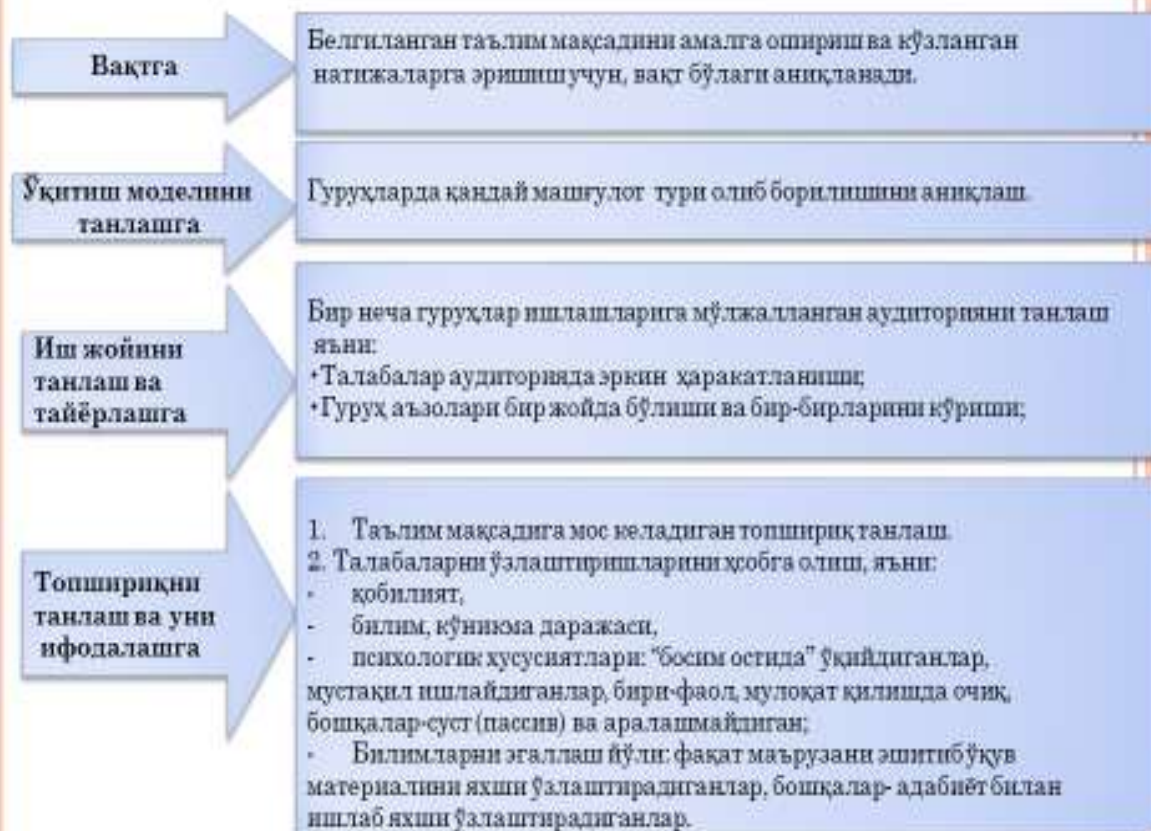 Вақтга
Белгиланган таълим мақсадини амалга ошириш ва кўзланган
натижаларга эришиш учун, вақт бўлаги аниқланади.
Ўқитиш моделини
танлашга
Гуруҳларда қандай машғулот тури олиб борилишини аниқлаш.
Иш жойини
танлаш ва
тайёрлашга
Бир неча гуруҳлар ишлашларига мўлжалланган аудиторияни танлаш
яъни:
•Талабалар аудиторияда эркин ҳаракатланиши;
•Гуруҳ аъзолари бир жойда бўлиши ва бир-бирларини кўриши;
Топшириқни
танлаш ва уни
ифодалашга
1. Таълим мақсадига мос келадиган топшириқ танлаш.
2. Талабаларни ўзлаштиришларини ҳсобга олиш, яъни:
- қобилият,
- билим, кўникма даражаси,
- психологик хусусиятлари: “босим остида” ўқийдиганлар,
мустақил ишлайдиганлар, бири-фаол, мулоқат қилишда очиқ,
бошқалар-суст (пассив) ва аралашмайдиган;
- Билимларни эгаллаш йўли: фақат маърузани эшитиб ўқув
материалини яхши ўзлаштирадиганлар, бошқалар- адабиёт билан
ишлаб яхши ўзлаштирадиганлар.